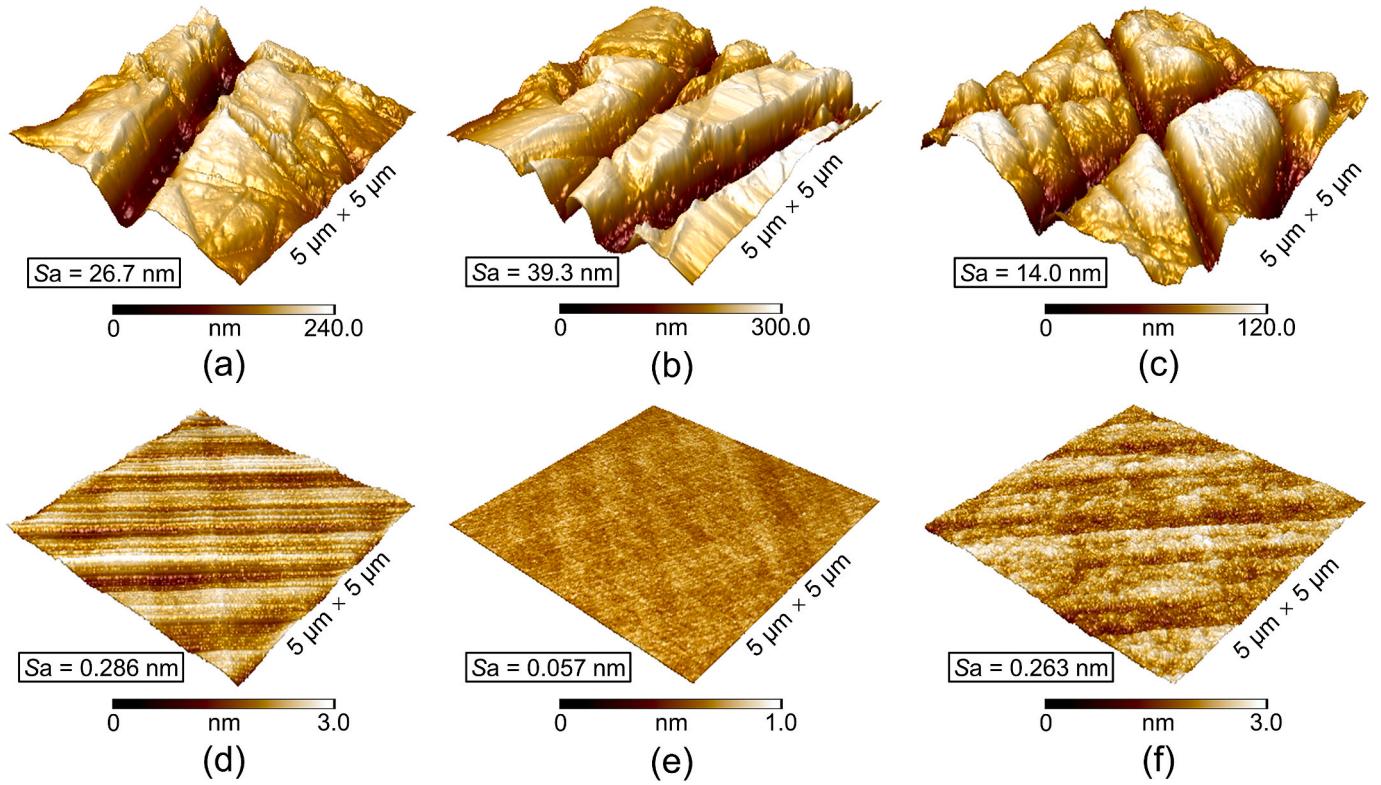 5 μm × 5 μm
Sa = 26.7 nm
0 nm 240.0
(a)
5 μm × 5 μm
Sa = 39.3 nm
0 nm 300.0
(b)
5 μm × 5 μm
Sa = 14.0 nm
0 nm 120.0
(c)
5 μm × 5 μm
Sa = 0.286 nm
0 nm 3.0
(d)
5 μm × 5 μm
Sa = 0.057 nm
0 nm 1.0
(e)
5 μm × 5 μm
Sa = 0.263 nm
0 nm 3.0
(f)